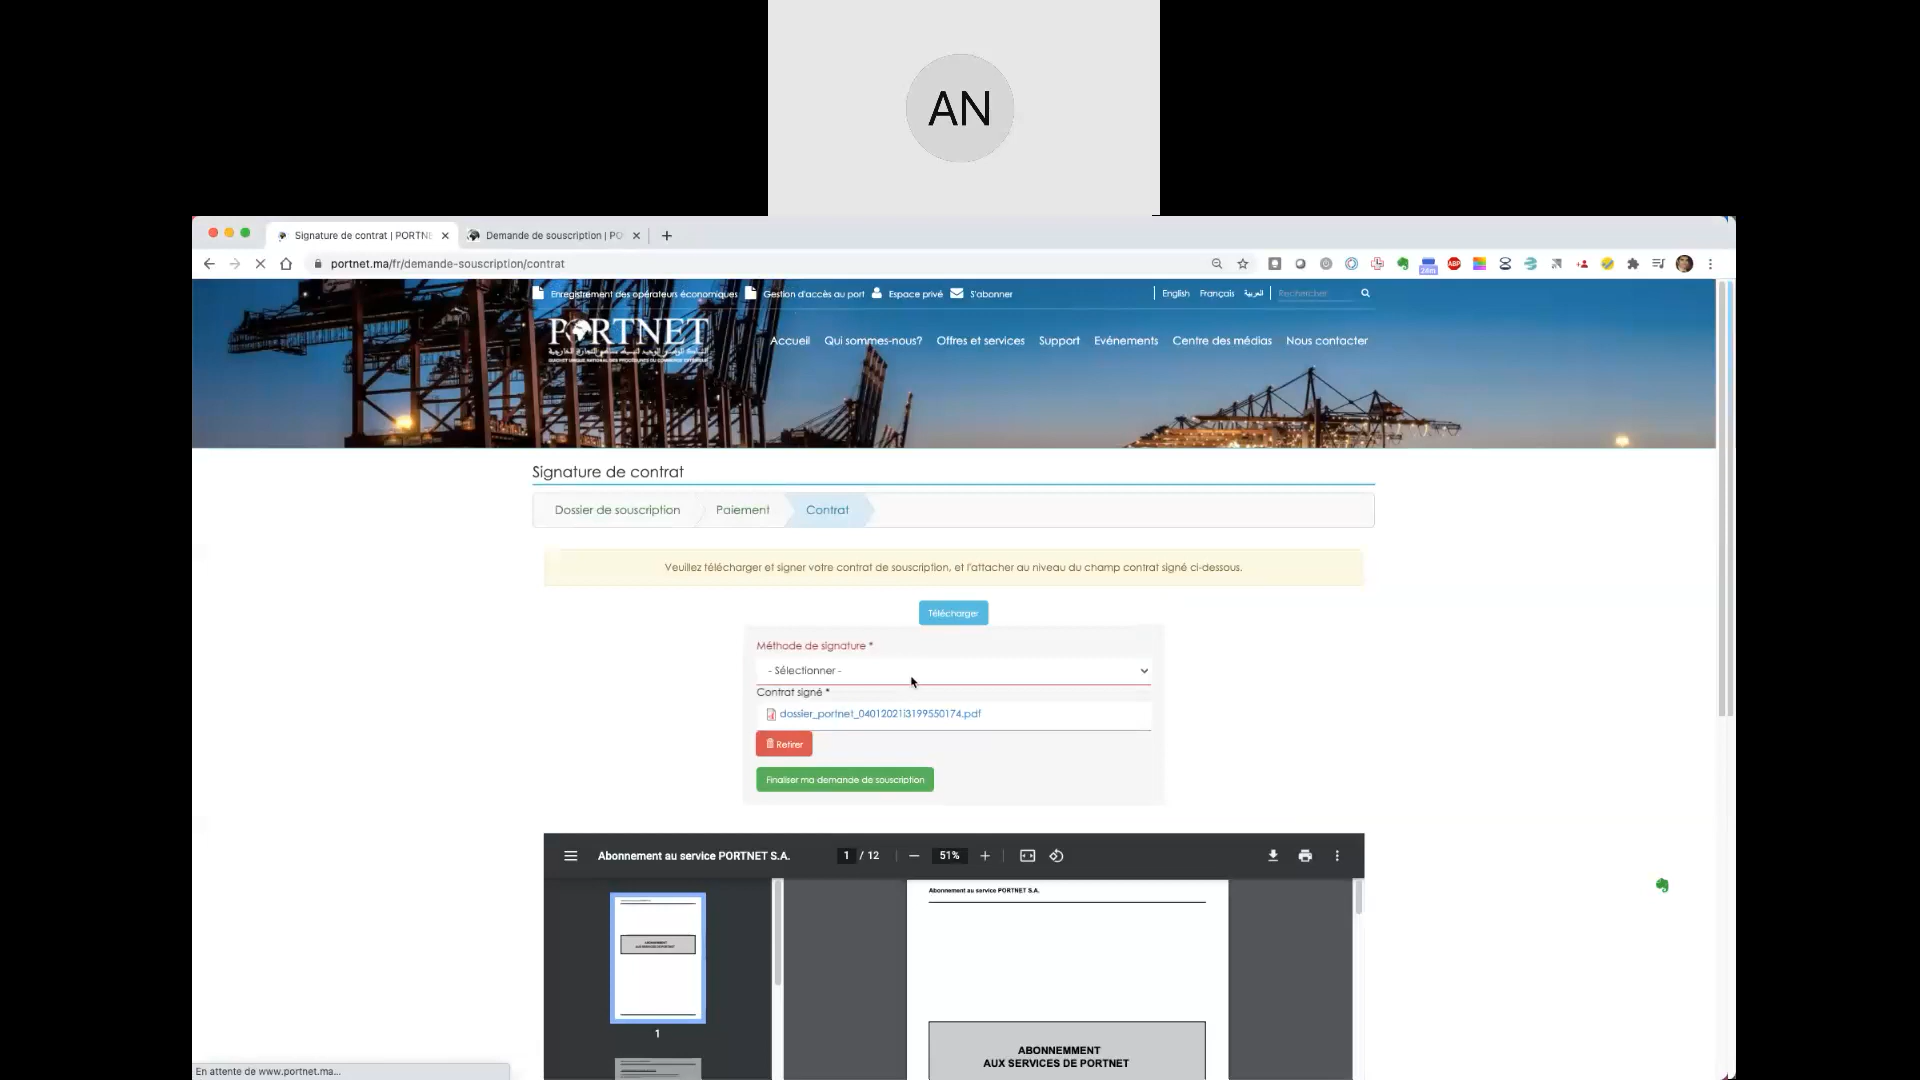 AN
Signature de contrat | PORTNE
Demande de souscription | PO
portnet.ma/fr/demande-souscription/contrat
24m
ABP
Enregistrement des opérateurs économiques
Gestion d'accès au port
Espace privé
S'abonner
English
Français
العربية
Rechercher
PORTNET
Accueil
Qui sommes-nous?
Offres et services
Support
Evénements
Centre des médias
Nous contacter
Signature de contrat
Dossier de souscription
Paiement
Contrat
Veuillez télécharger et signer votre contrat de souscription, et l'attacher au niveau du champ contrat signé ci-dessous.
Télécharger
Méthode de signature *
- Sélectionner -
Contrat signé *
dossier_portnet_04012021i3199550174.pdf
Retirer
Finaliser ma demande de souscription
Abonnement au service PORTNET S.A.
1 / 12
51%
Abonnement au service PORTNET S.A.
1
ABONNEMMENT
AUX SERVICES DE PORTNET
En attente de www.portnet.ma...